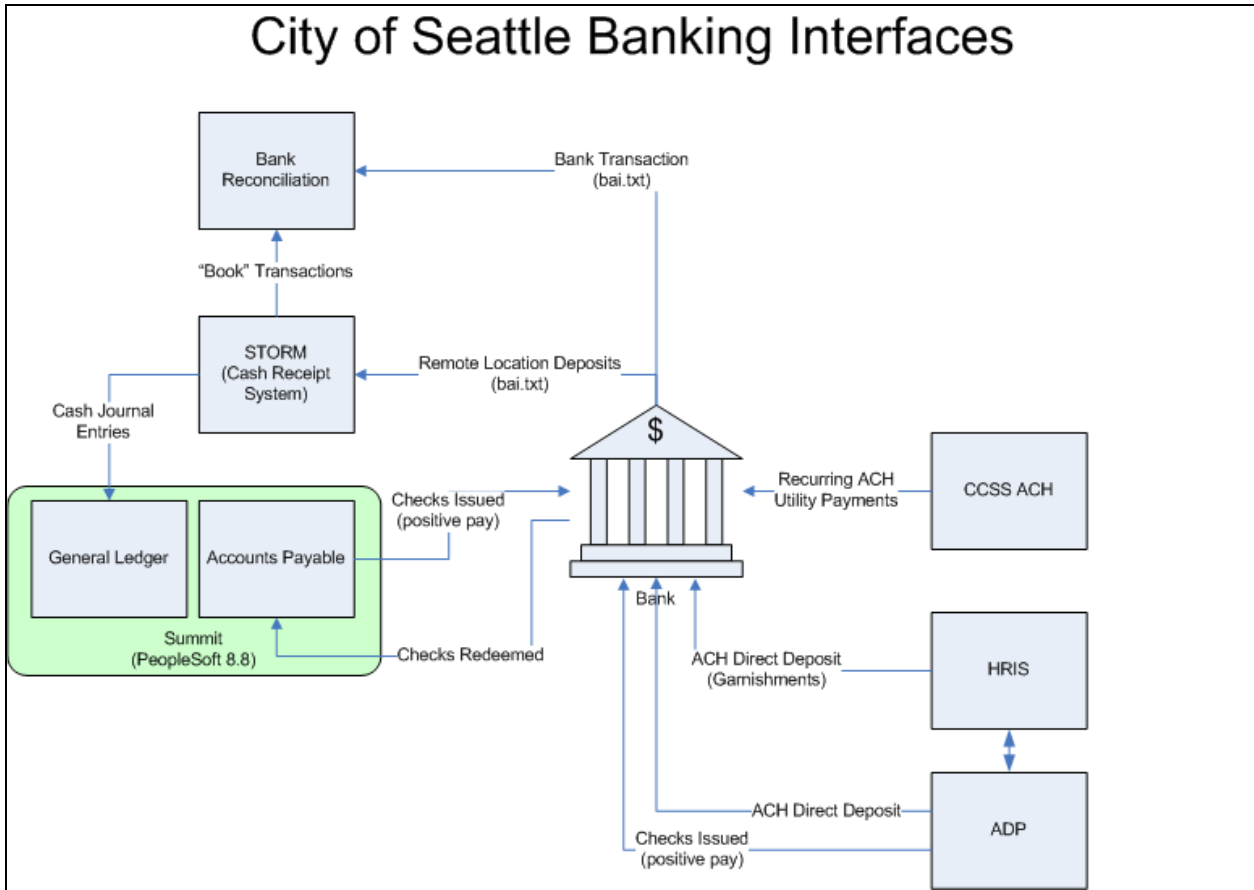 City of Seattle Banking Interfaces
Bank
Reconciliation
Bank Transaction
(bai.txt)
“Book” Transactions
STORM
(Cash Receipt
System)
Remote Location Deposits
(bai.txt)
Cash Journal
Entries
$
Bank
Recurring ACH
Utility Payments
CCSS ACH
General Ledger
Accounts Payable
Summit
(PeopleSoft 8.8)
Checks Issued
(positive pay)
Checks Redeemed
ACH Direct Deposit
(Garnishments)
HRIS
ACH Direct Deposit
Checks Issued
(positive pay)
ADP